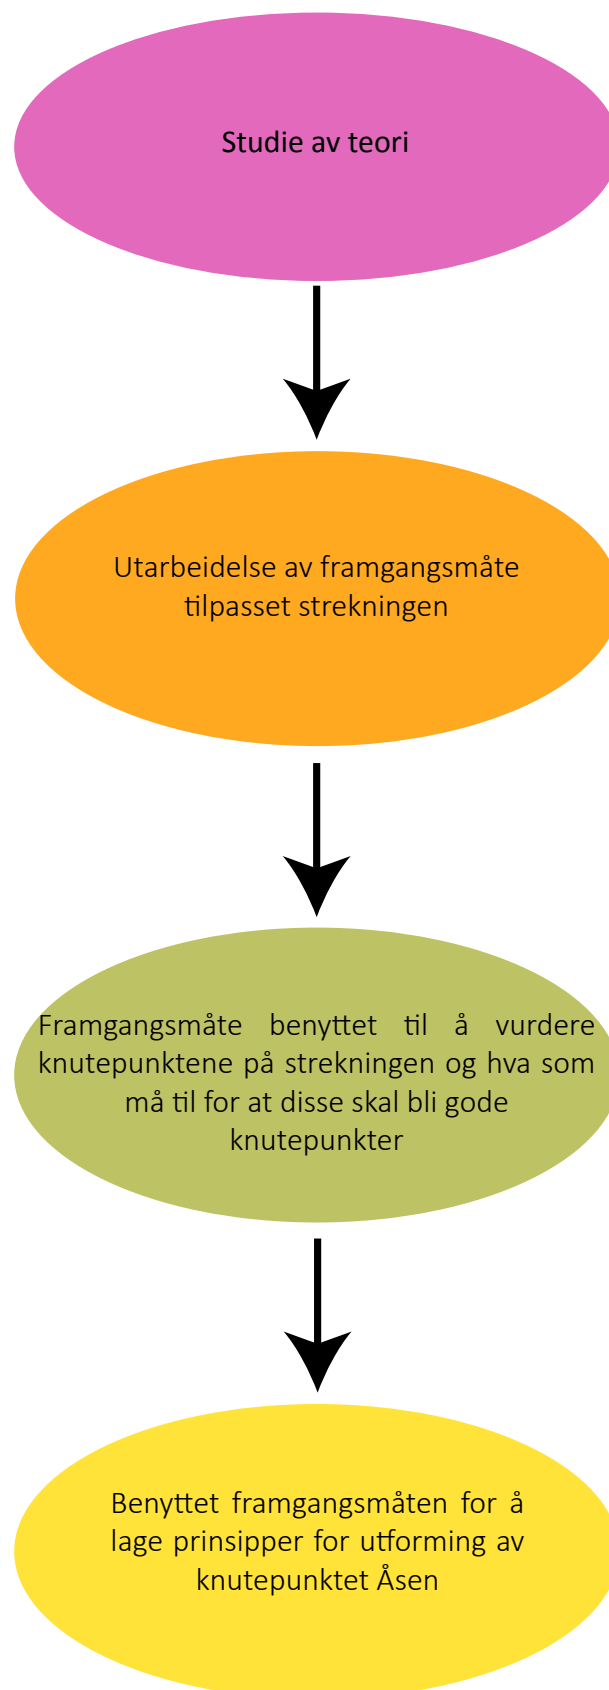 Studie av teori
Utarbeidelse av framgangsmåte
tilpasset strekningen
Framgangsmåte benyttet til å vurdere
knutepunktene på strekningen og hva som
må til for at disse skal bli gode
knutepunkter
Benyttet framgangsmåten for å
lage prinsipper for utforming av
knutepunktet Åsen